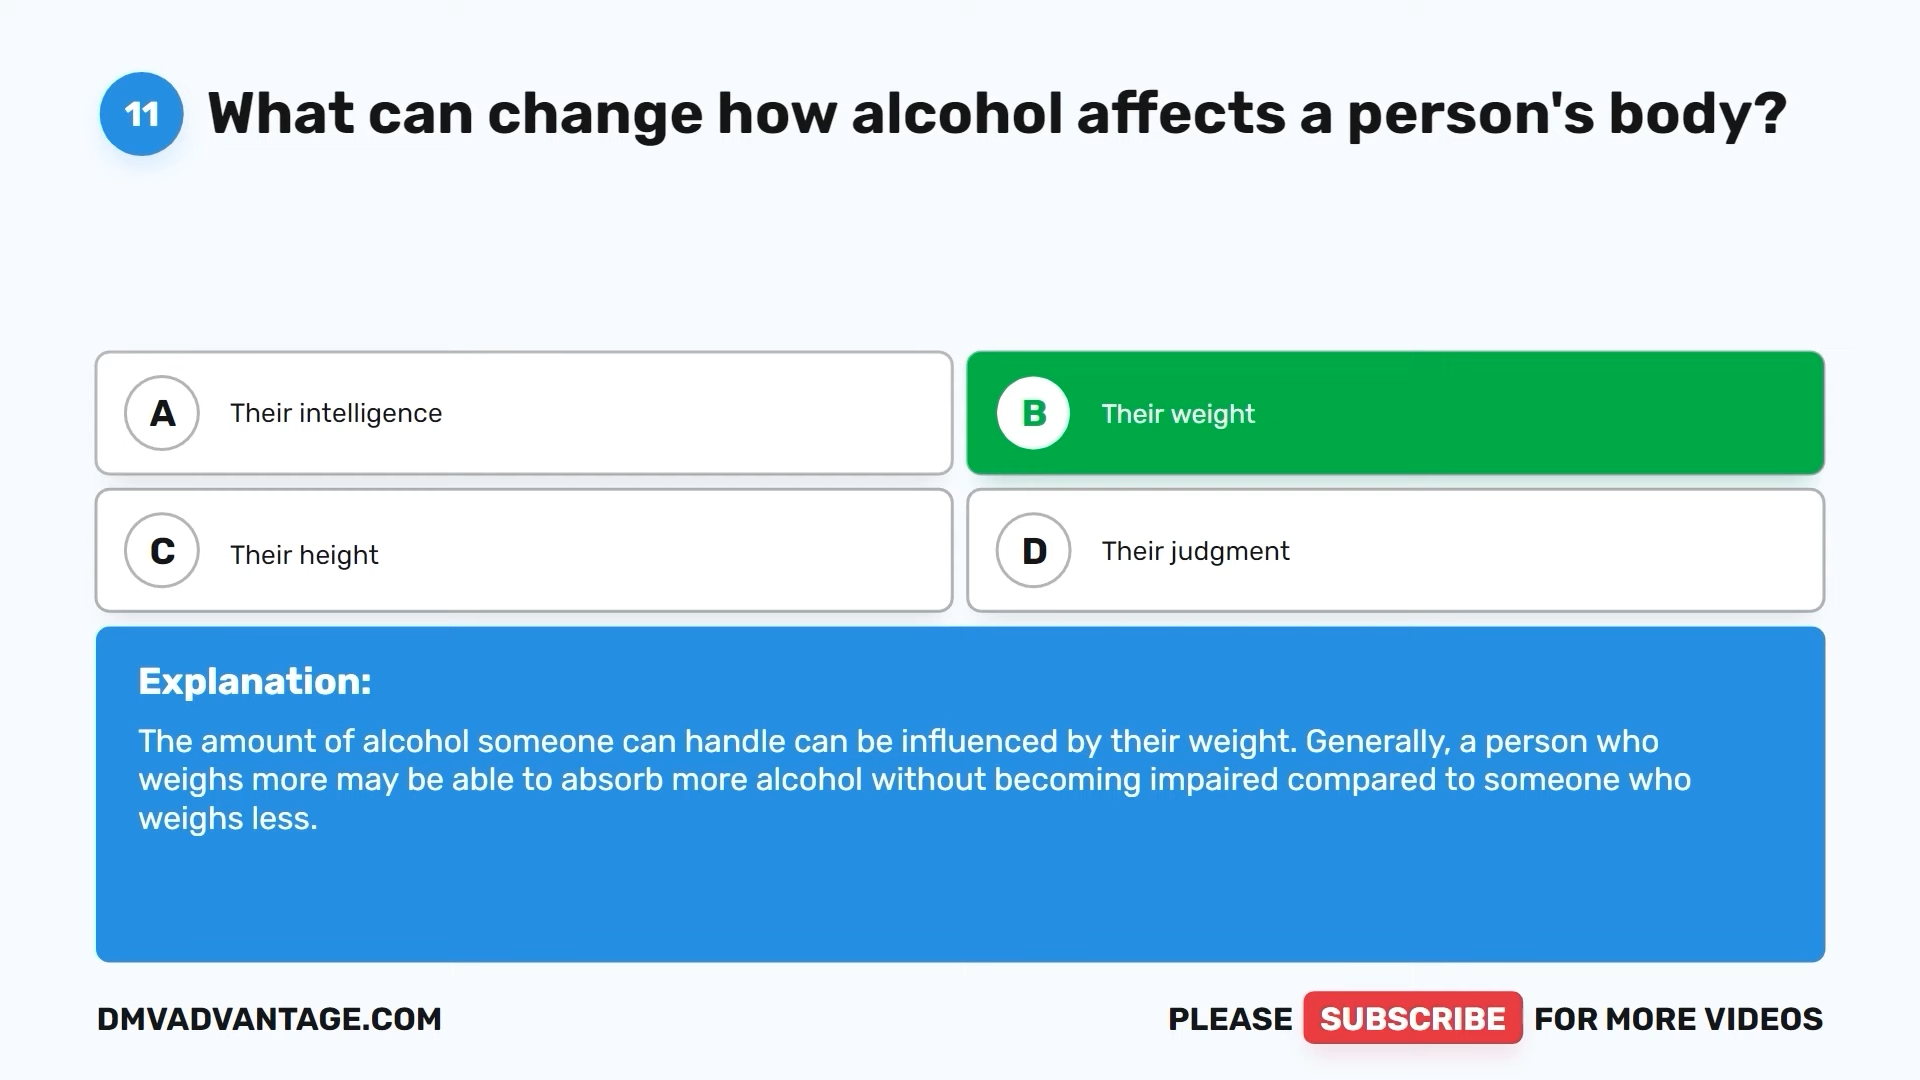 11 What can change how alcohol affects a person's body?
A Their intelligence
B Their weight
C Their height
D Their judgment
Explanation:
The amount of alcohol someone can handle can be influenced by their weight. Generally, a person who
weighs more may be able to absorb more alcohol without becoming impaired compared to someone who
weighs less.
DMVADVANTAGE.COM
PLEASE SUBSCRIBE FOR MORE VIDEOS